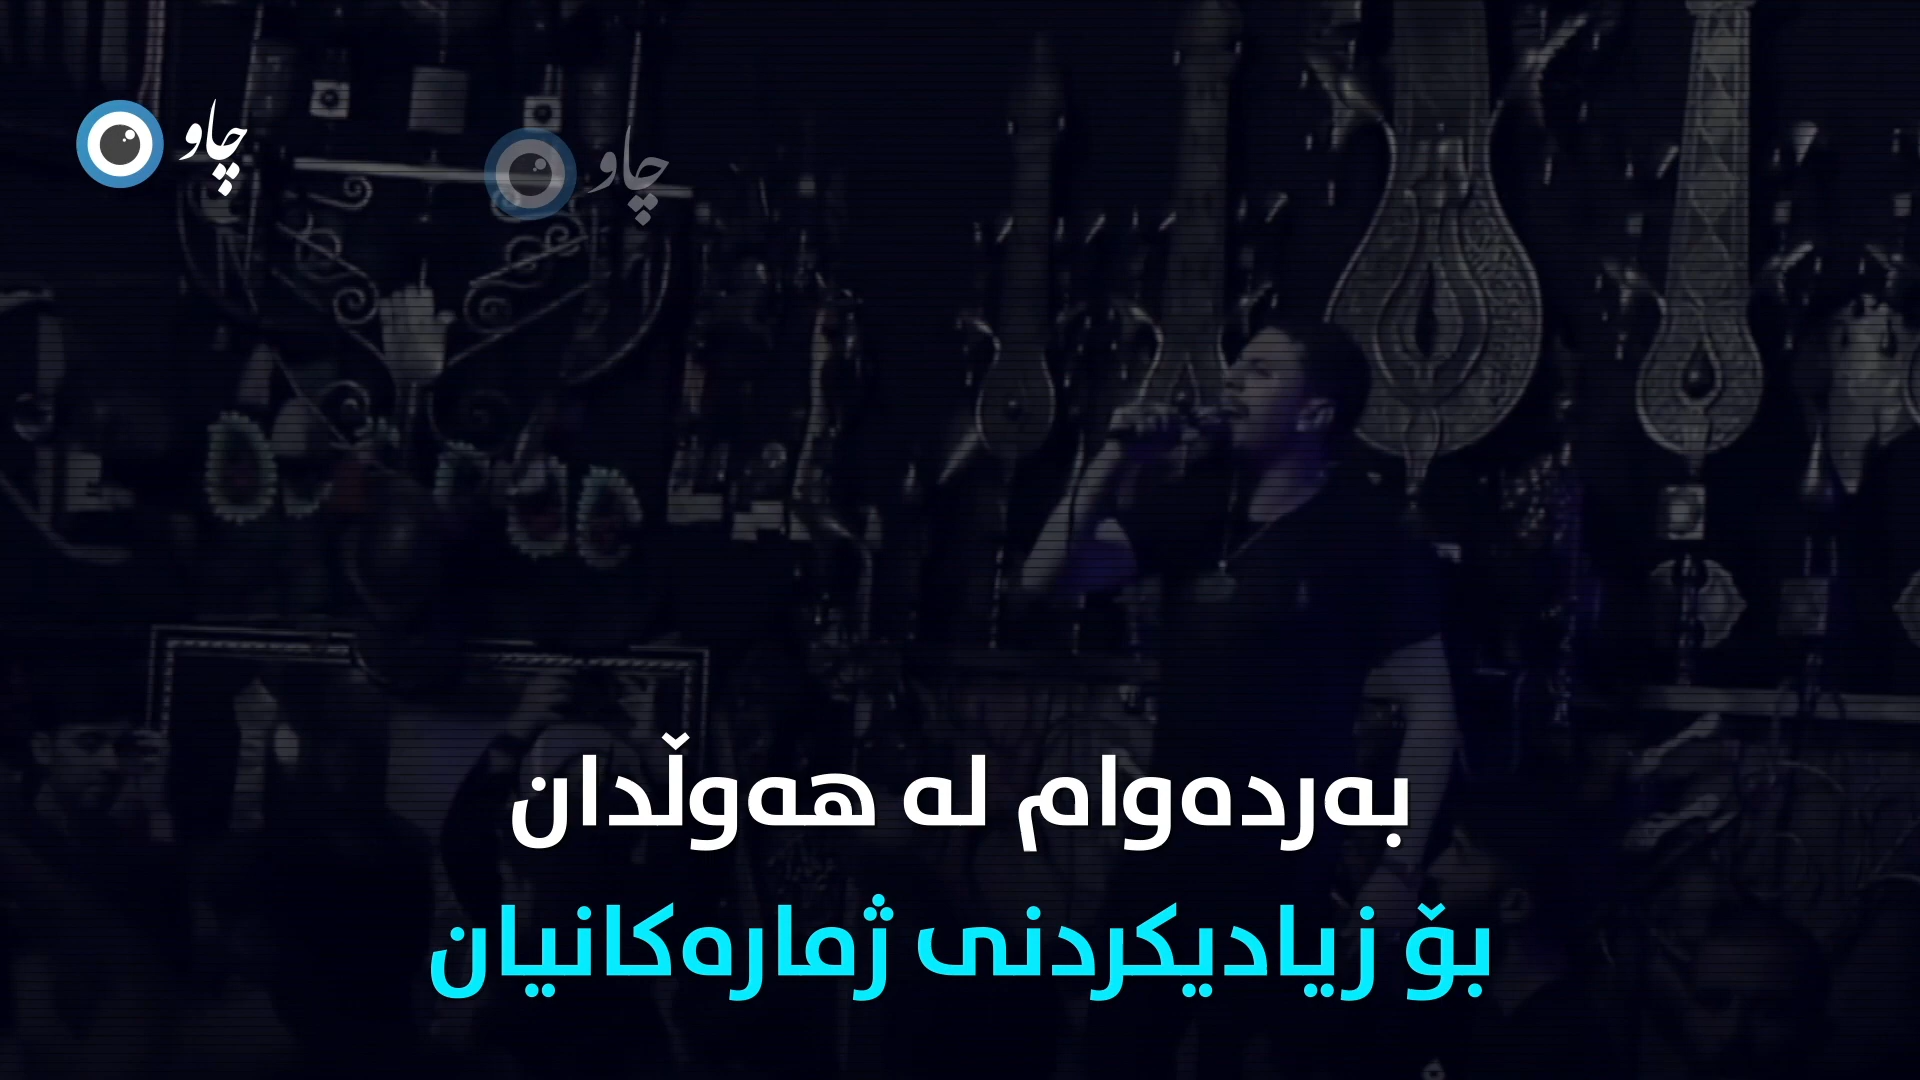 چاو
چاو
بەردەوام لە هەوڵدان
بۆ زیادیکردنی ژمارەکانیان